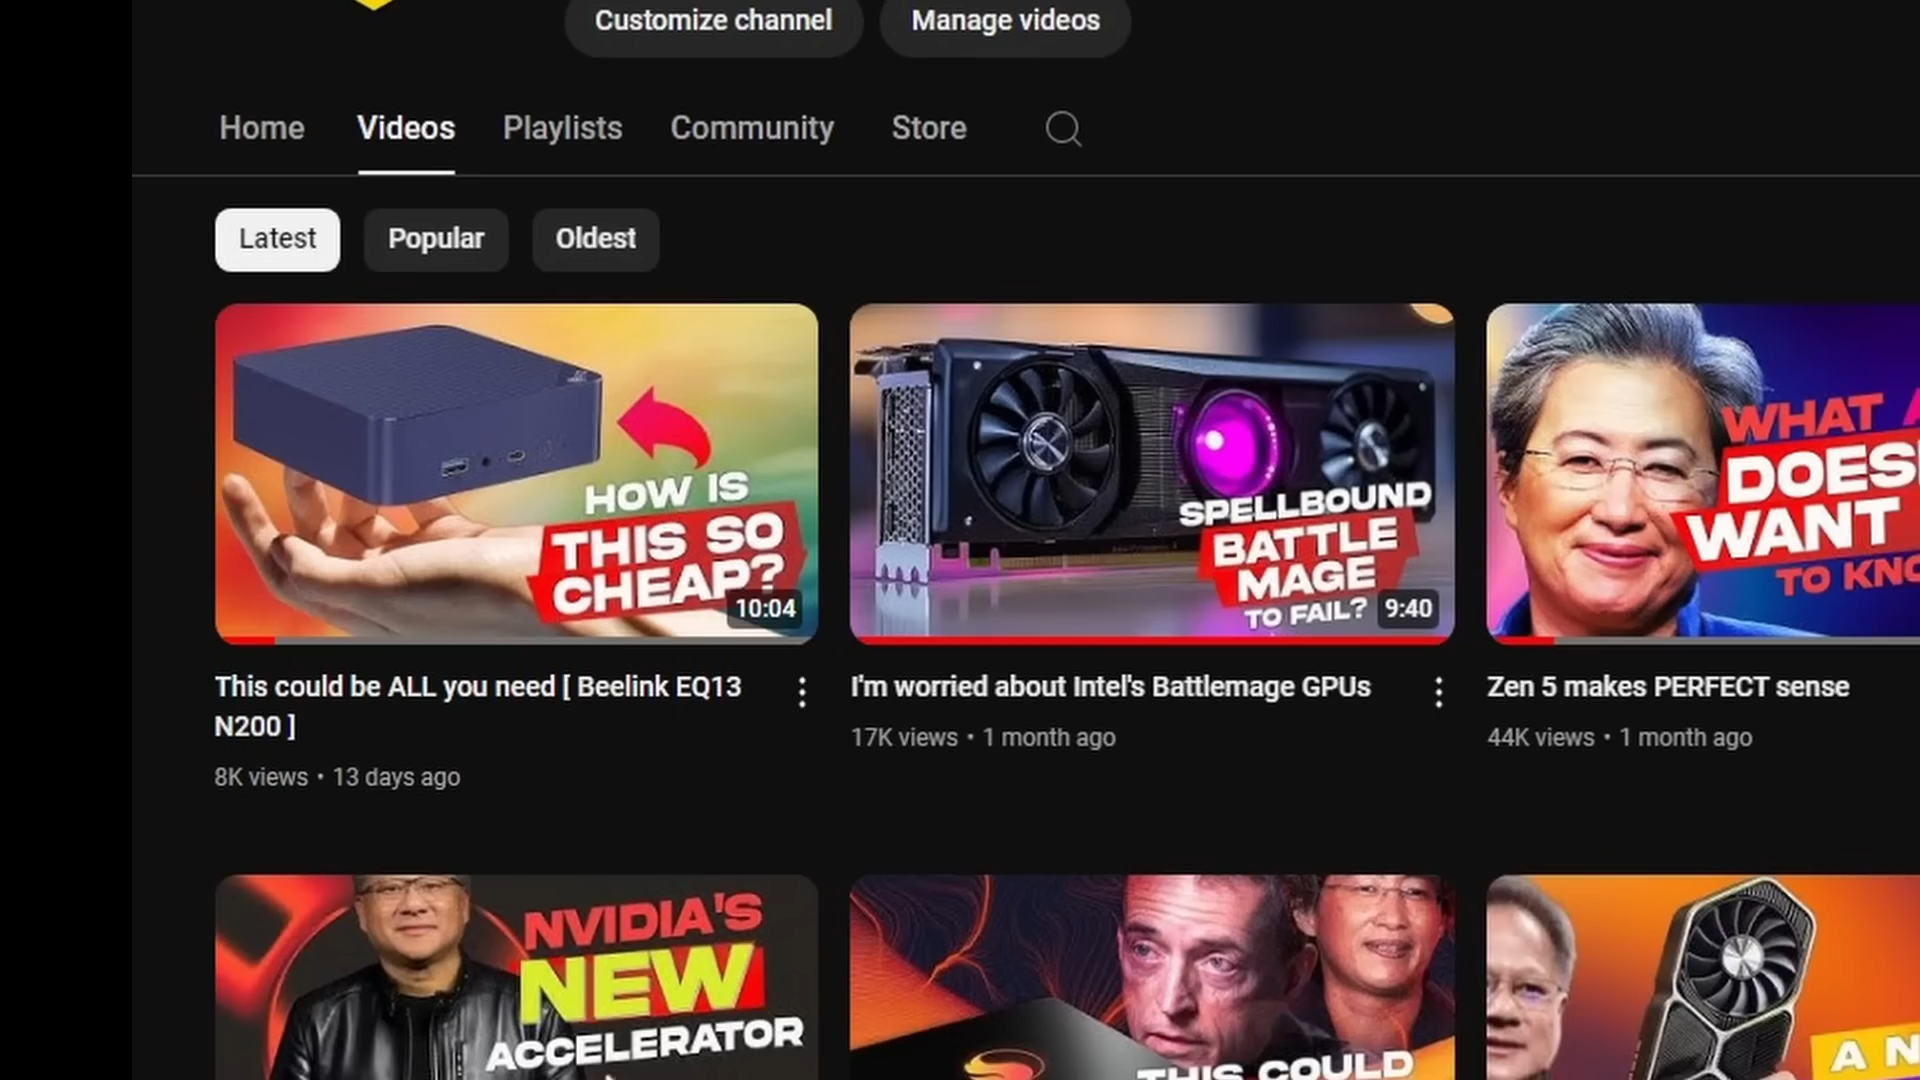 Customize channel
Manage videos
Home
Videos
Playlists
Community
Store
Latest
Popular
Oldest
HOW IS
THIS SO
CHEAP?
10:04
SPELLBOUND
BATTLE
MAGE
TO FAIL?
9:40
WHAT
DOES
WANT
TO
This could be ALL you need [ Beelink EQ13
N200 ]
8K views • 13 days ago
I'm worried about Intel's Battlemage GPUs
17K views • 1 month ago
Zen 5 makes PERFECT sense
44K views • 1 month ago
NVIDIA'S
NEW
ACCELERATOR
THIS COULD
A N